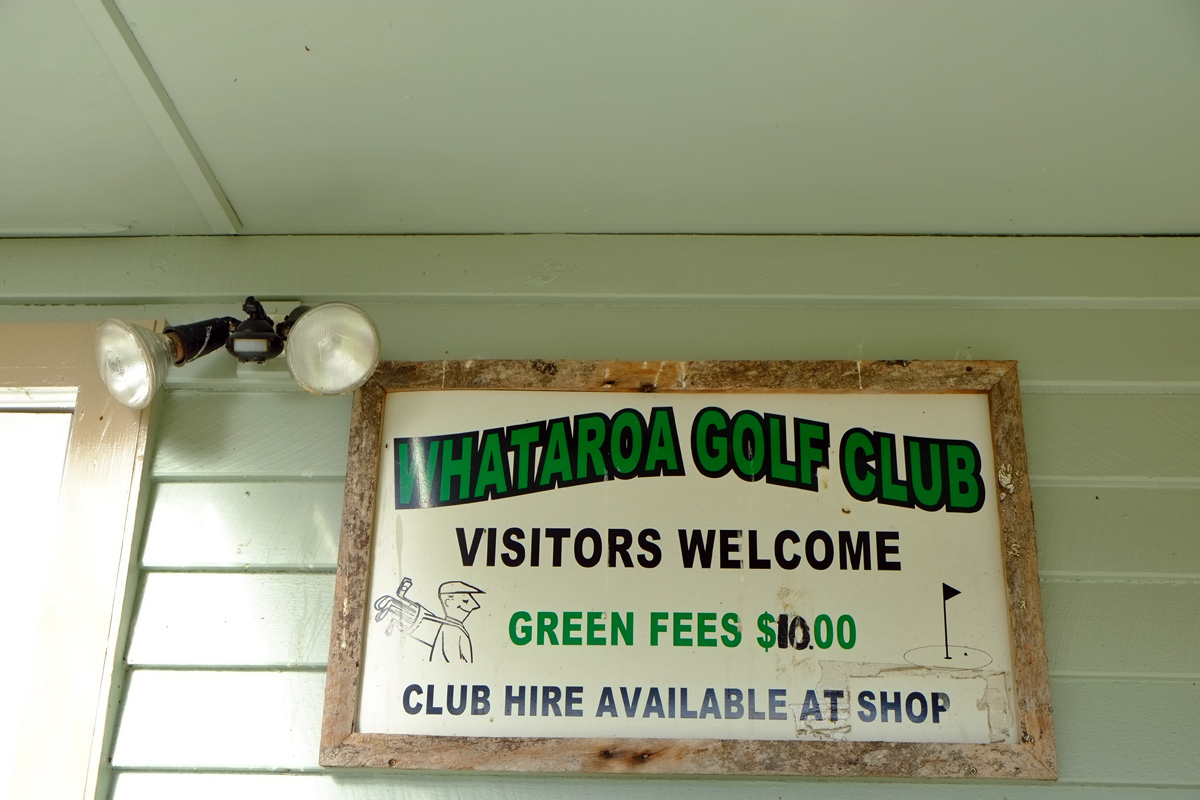 WHATAROA GOLF CLUB
VISITORS WELCOME
GREEN FEES $10.00
CLUB HIRE AVAILABLE AT SHOP